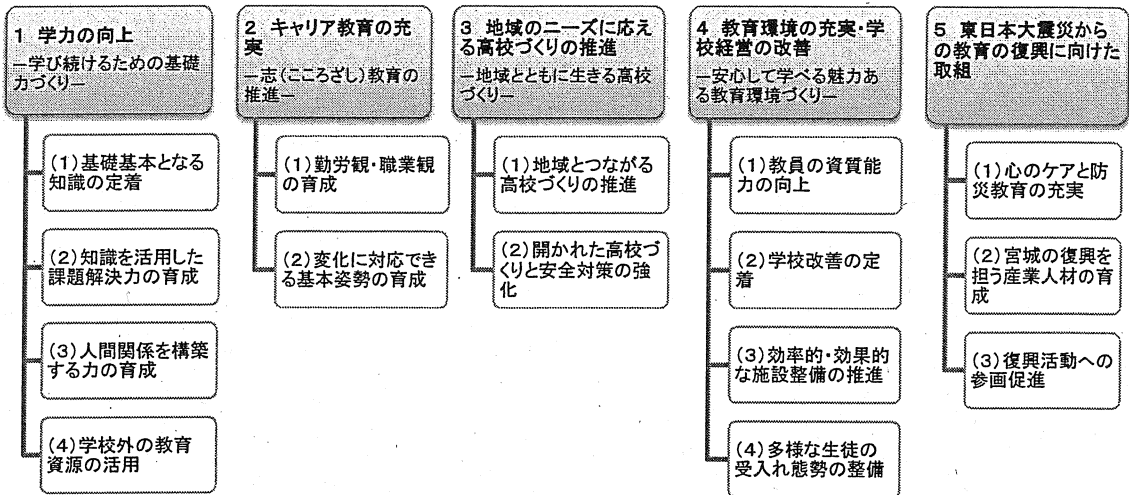 1 学力の向上
―学び続けるための基礎
力づくり―
(1)基礎基本となる
知識の定着
(2)知識を活用した
課題解決力の育成
(3)人間関係を構築
する力の育成
(4)学校外の教育
資源の活用
2 キャリア教育の充
実
―志(こころざし)教育の
推進―
(1)勤労観・職業観
の育成
(2)変化に対応でき
る基本姿勢の育成
3 地域のニーズに応え
る高校づくりの推進
―地域とともに生きる高校
づくり―
(1)地域とつながる
高校づくりの推進
(2)開かれた高校づ
くりと安全対策の強
化
4 教育環境の充実・学
校経営の改善
―安心して学べる魅力あ
る教育環境づくり―
(1)教員の資質能
力の向上
(2)学校改善の定
着
(3)効率的・効果的
な施設整備の推進
(4)多様な生徒の
受入れ態勢の整備
5 東日本大震災から
の教育の復興に向けた
取組
(1)心のケアと防
災教育の充実
(2)宮城の復興を
担う産業人材の育
成
(3)復興活動への
参画促進